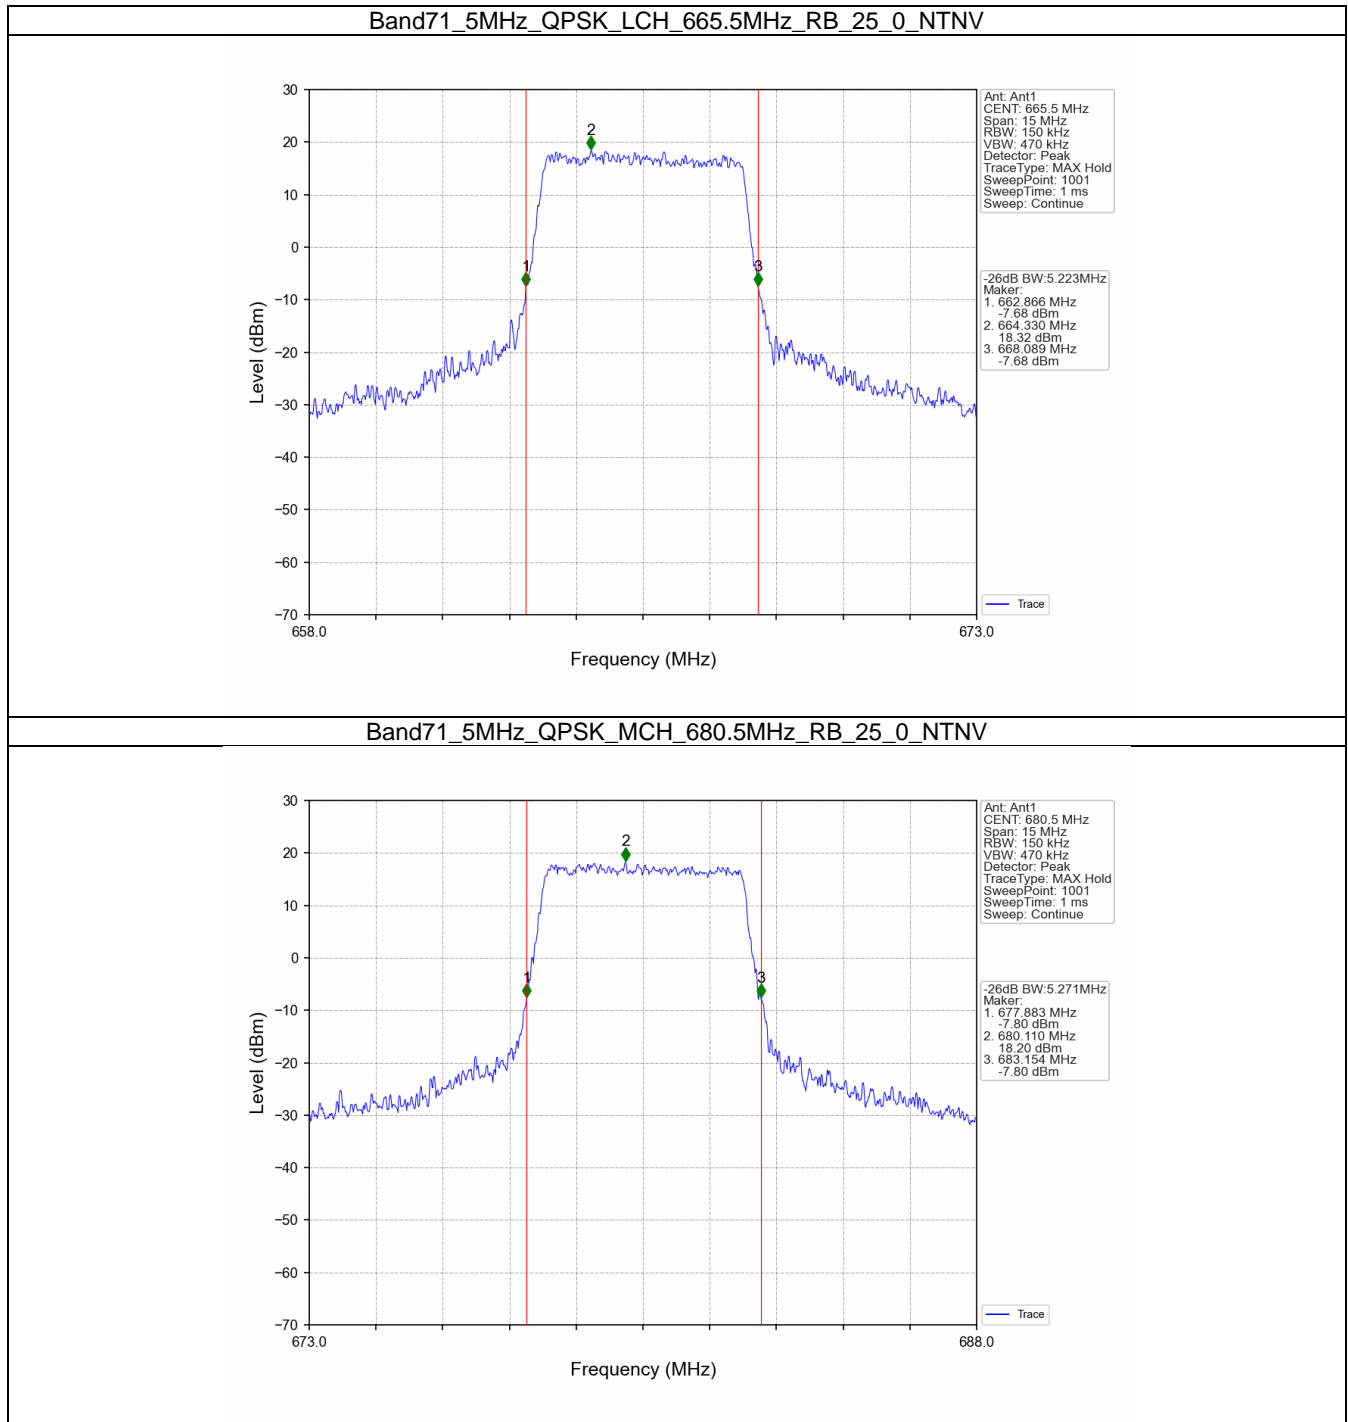 Band71_5MHz_QPSK_LCH_665.5MHz_RB_25_0_NTNV
30
20
10
0
−10
−20
−30
−40
−50
−60
−70
Level (dBm)
2
1
3
658.0
673.0
Frequency (MHz)
Ant: Ant1
CENT: 665.5 MHz
Span: 15 MHz
RBW: 150 kHz
VBW: 470 kHz
Detector: Peak
TraceType: MAX Hold
SweepPoint: 1001
SweepTime: 1 ms
Sweep: Continue
-26dB BW:5.223MHz
Maker:
1. 662.866 MHz
-7.68 dBm
2. 664.330 MHz
18.32 dBm
3. 668.089 MHz
-7.68 dBm
Trace
Band71_5MHz_QPSK_MCH_680.5MHz_RB_25_0_NTNV
30
20
10
0
−10
−20
−30
−40
−50
−60
−70
Level (dBm)
2
1
3
673.0
688.0
Frequency (MHz)
Ant: Ant1
CENT: 680.5 MHz
Span: 15 MHz
RBW: 150 kHz
VBW: 470 kHz
Detector: Peak
TraceType: MAX Hold
SweepPoint: 1001
SweepTime: 1 ms
Sweep: Continue
-26dB BW:5.271MHz
Maker:
1. 677.883 MHz
-7.80 dBm
2. 680.110 MHz
18.20 dBm
3. 683.154 MHz
-7.80 dBm
Trace